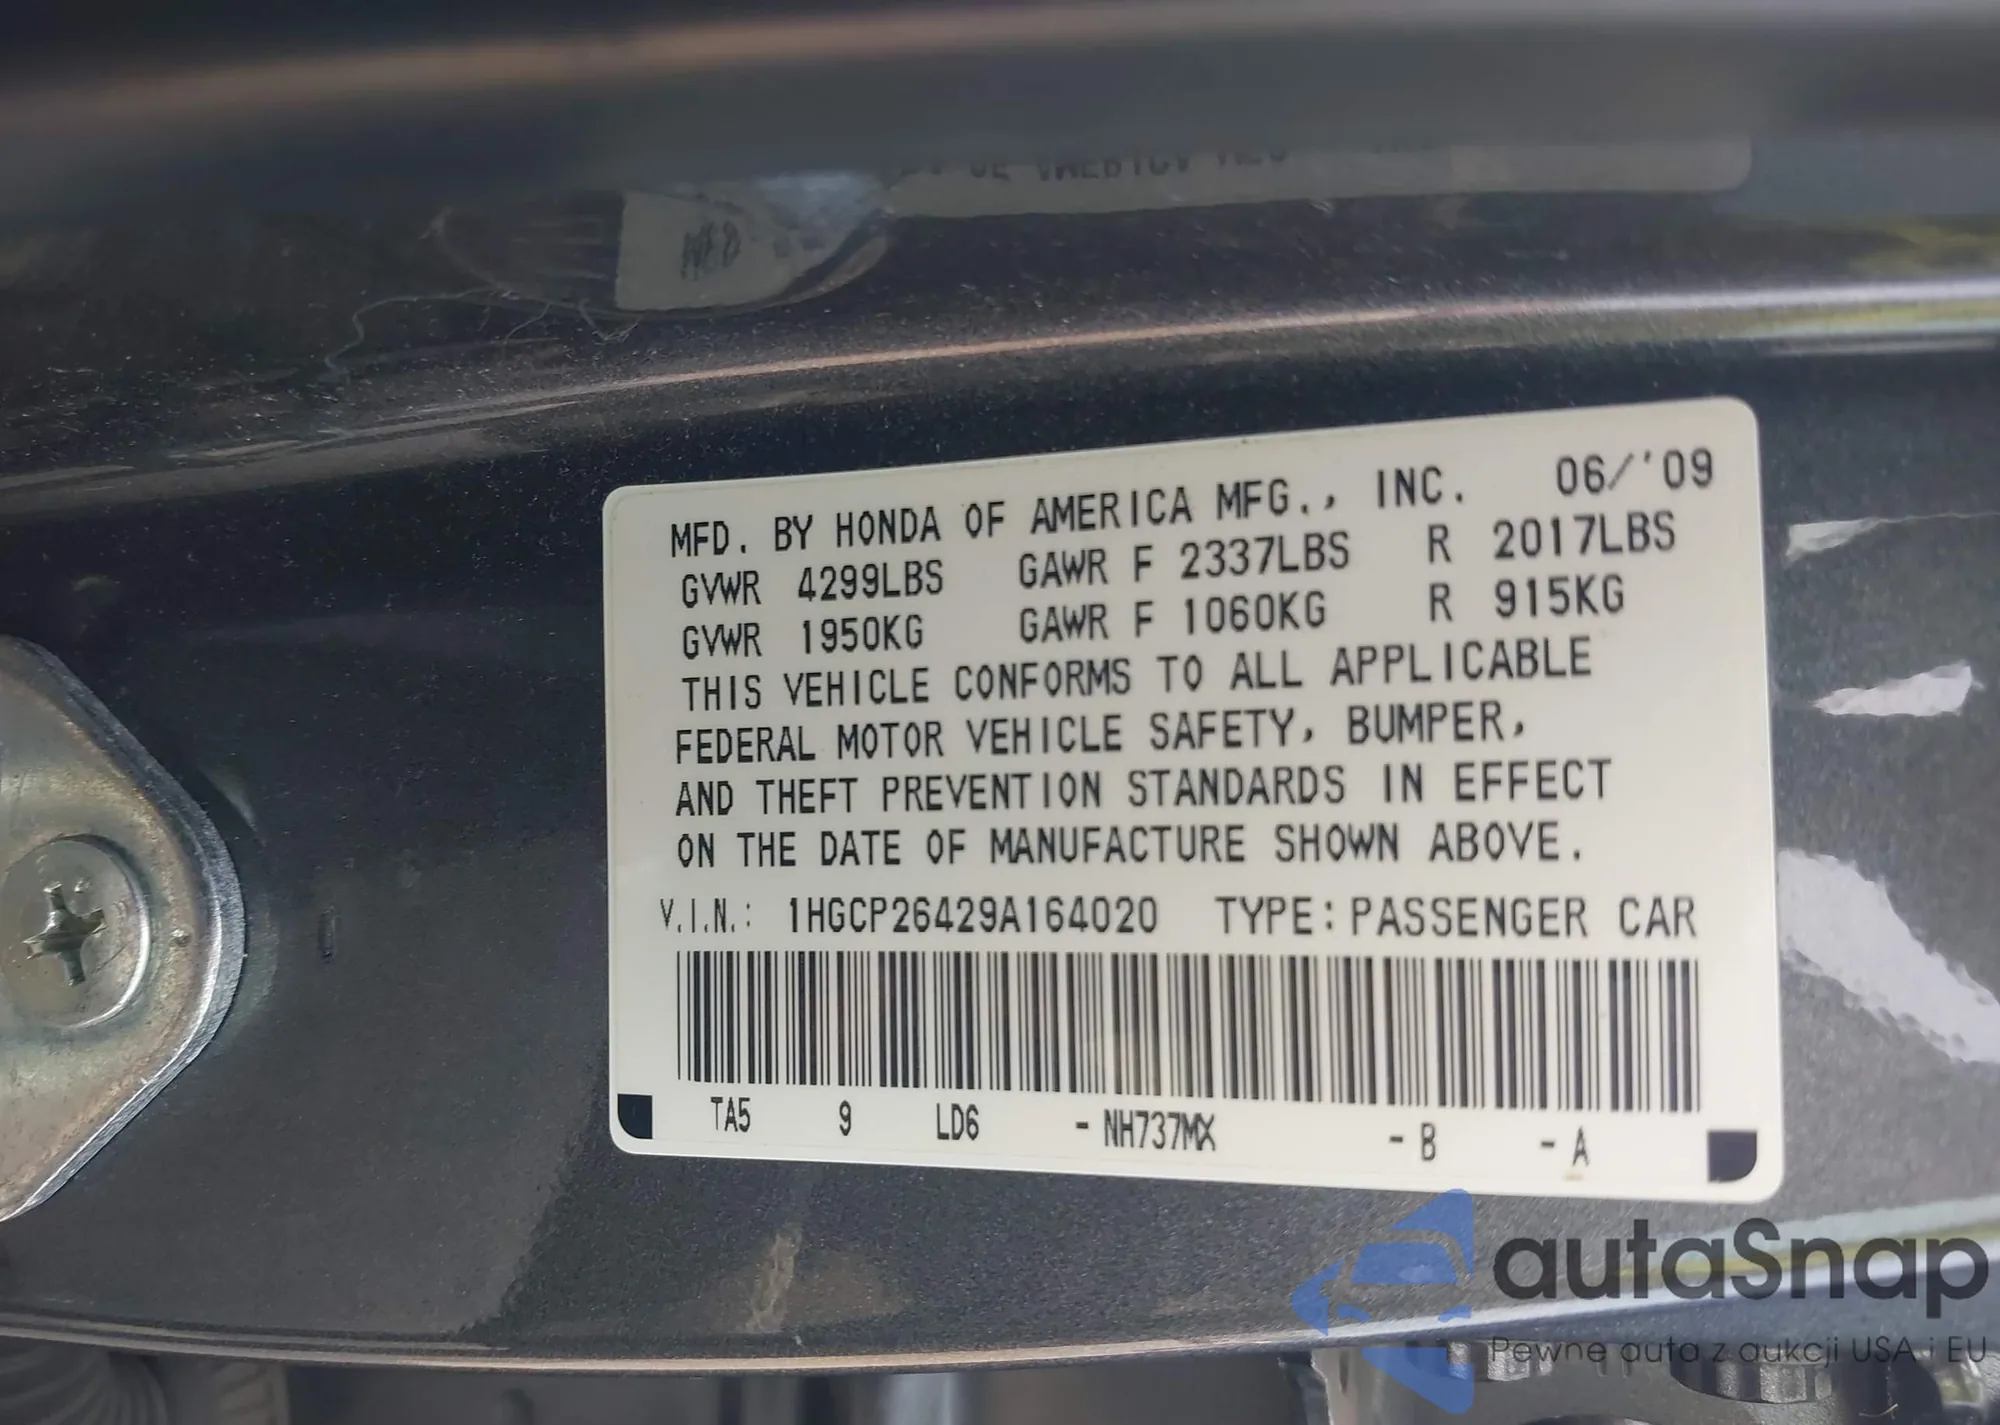 MFD. BY HONDA OF AMERICA MFG., INC. 06/'09
GVWR 4299LBS GAWR F 2337LBS R 2017LBS
GVWR 1950KG GAWR F 1060KG R 915KG
THIS VEHICLE CONFORMS TO ALL APPLICABLE
FEDERAL MOTOR VEHICLE SAFETY, BUMPER,
AND THEFT PREVENTION STANDARDS IN EFFECT
ON THE DATE OF MANUFACTURE SHOWN ABOVE.
V.I.N.: 1HGCP26429A164020 TYPE: PASSENGER CAR
TA5 9 LD6 - NH737MX - B - A
autaSnap
Pewne auta z aukcji USA i EU